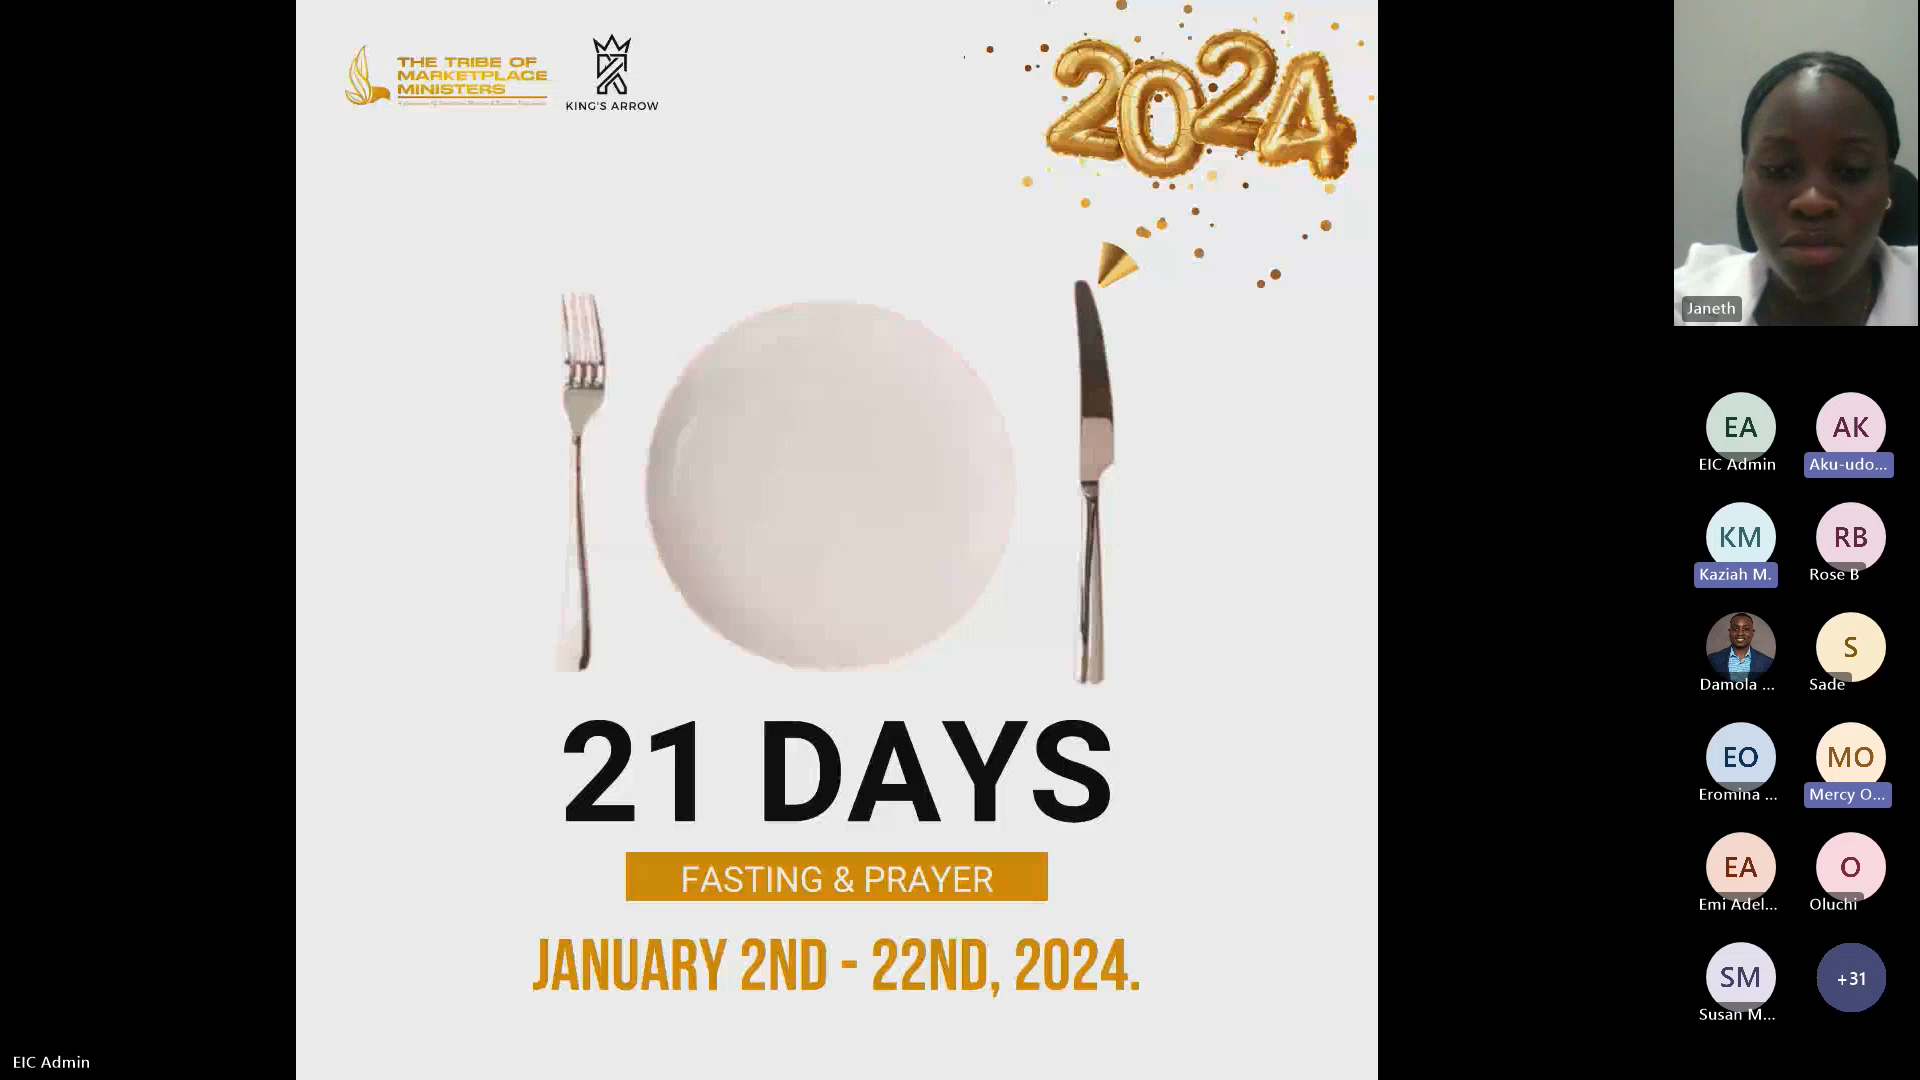 THE TRIBE OF
MARKETPLACE
MINISTERS
KING'S ARROW
2024
21 DAYS
FASTING & PRAYER
JANUARY 2ND - 22ND, 2024.
Janeth
EA
EIC Admin
AK
Aku-udo...
KM
Kaziah M.
RB
Rose B
Damola ...
S
Sade
EO
Eromina ...
MO
Mercy O...
EA
Emi Adel...
O
Oluchi
SM
Susan M...
+31
EIC Admin